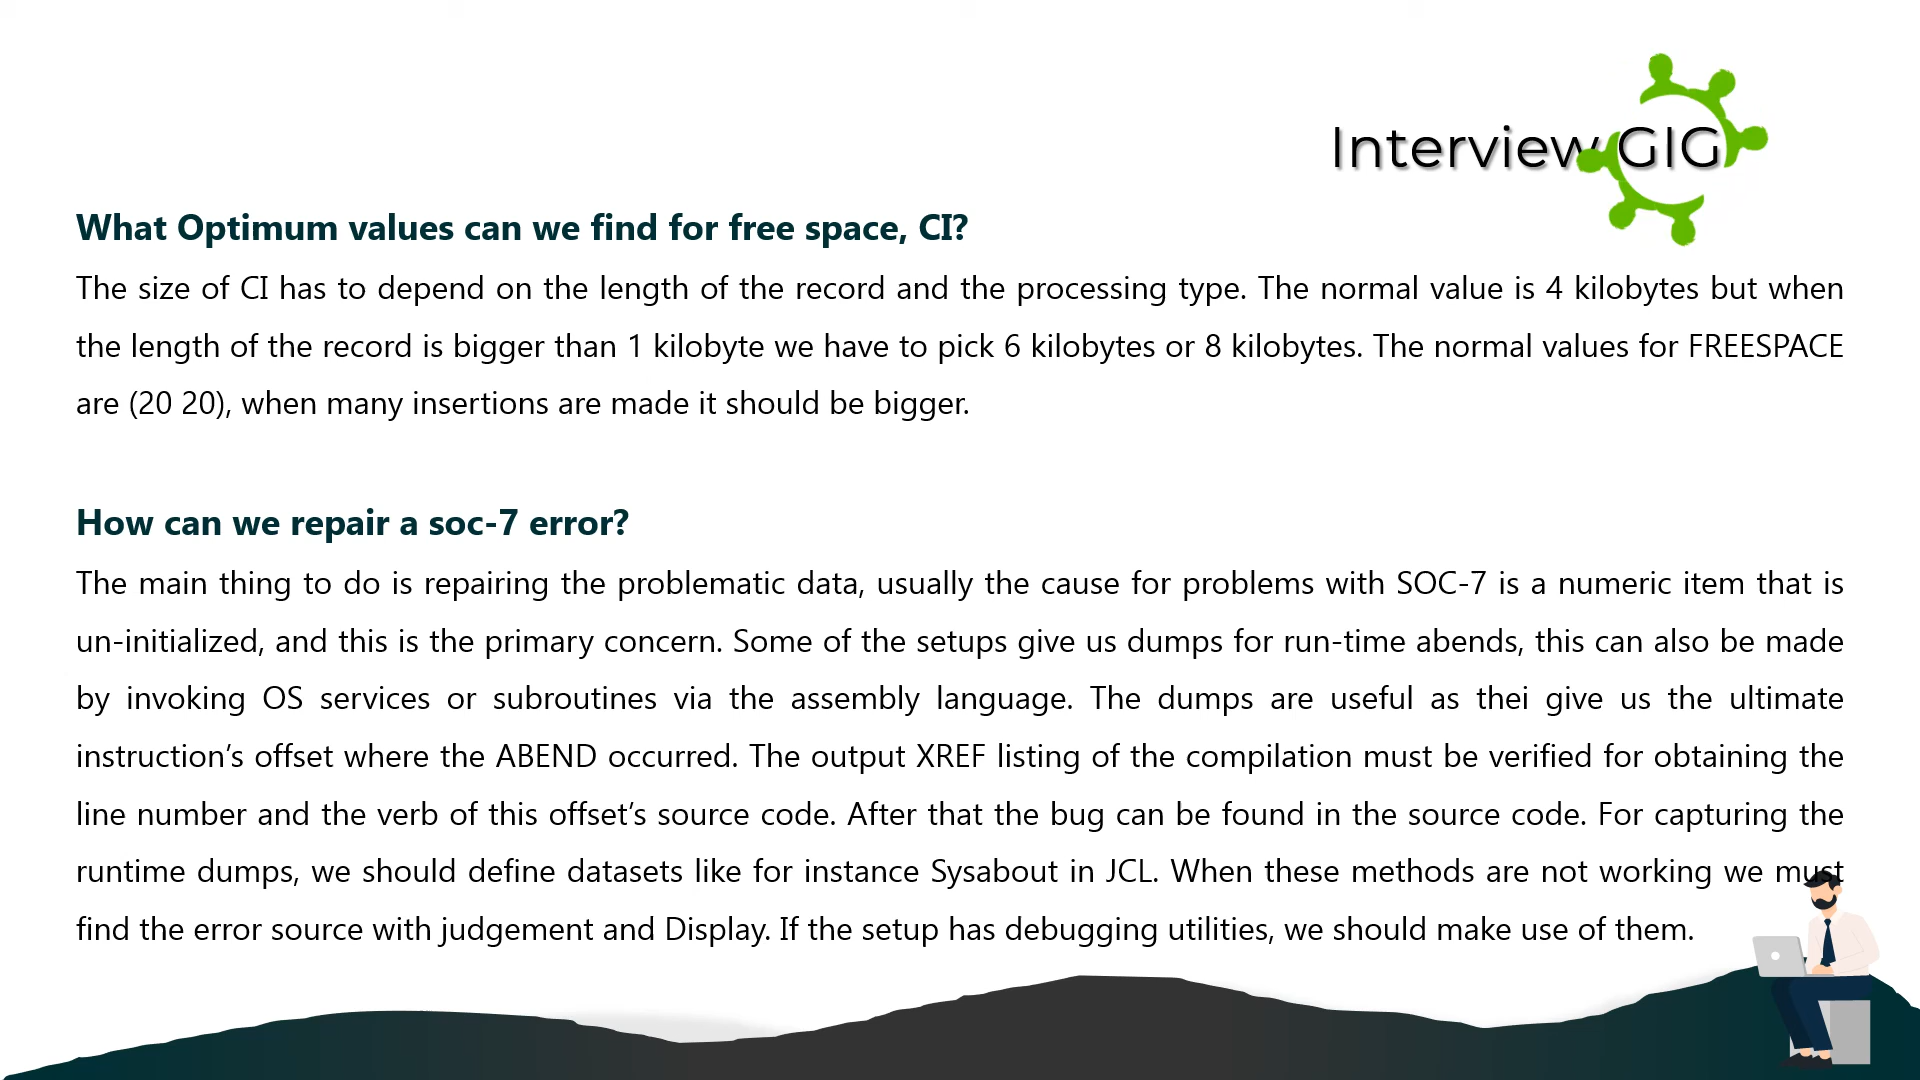 Interview GIG
What Optimum values can we find for free space, CI?
The size of CI has to depend on the length of the record and the processing type. The normal value is 4 kilobytes but when
the length of the record is bigger than 1 kilobyte we have to pick 6 kilobytes or 8 kilobytes. The normal values for FREESPACE
are (20 20), when many insertions are made it should be bigger.
How can we repair a soc-7 error?
The main thing to do is repairing the problematic data, usually the cause for problems with SOC-7 is a numeric item that is
un-initialized, and this is the primary concern. Some of the setups give us dumps for run-time abends, this can also be made
by invoking OS services or subroutines via the assembly language. The dumps are useful as thei give us the ultimate
instruction’s offset where the ABEND occurred. The output XREF listing of the compilation must be verified for obtaining the
line number and the verb of this offset’s source code. After that the bug can be found in the source code. For capturing the
runtime dumps, we should define datasets like for instance Sysabout in JCL. When these methods are not working we must
find the error source with judgement and Display. If the setup has debugging utilities, we should make use of them.